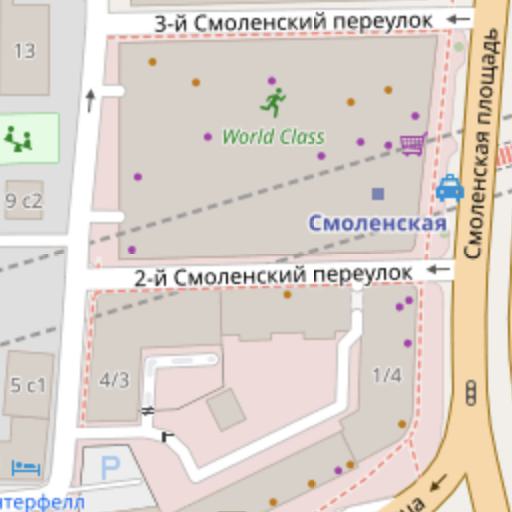 3-й Смоленский переулок
13
World Class
Смоленская площадь
9 с2
Смоленская
2-й Смоленский переулок
4/3
1/4
5 с1
P